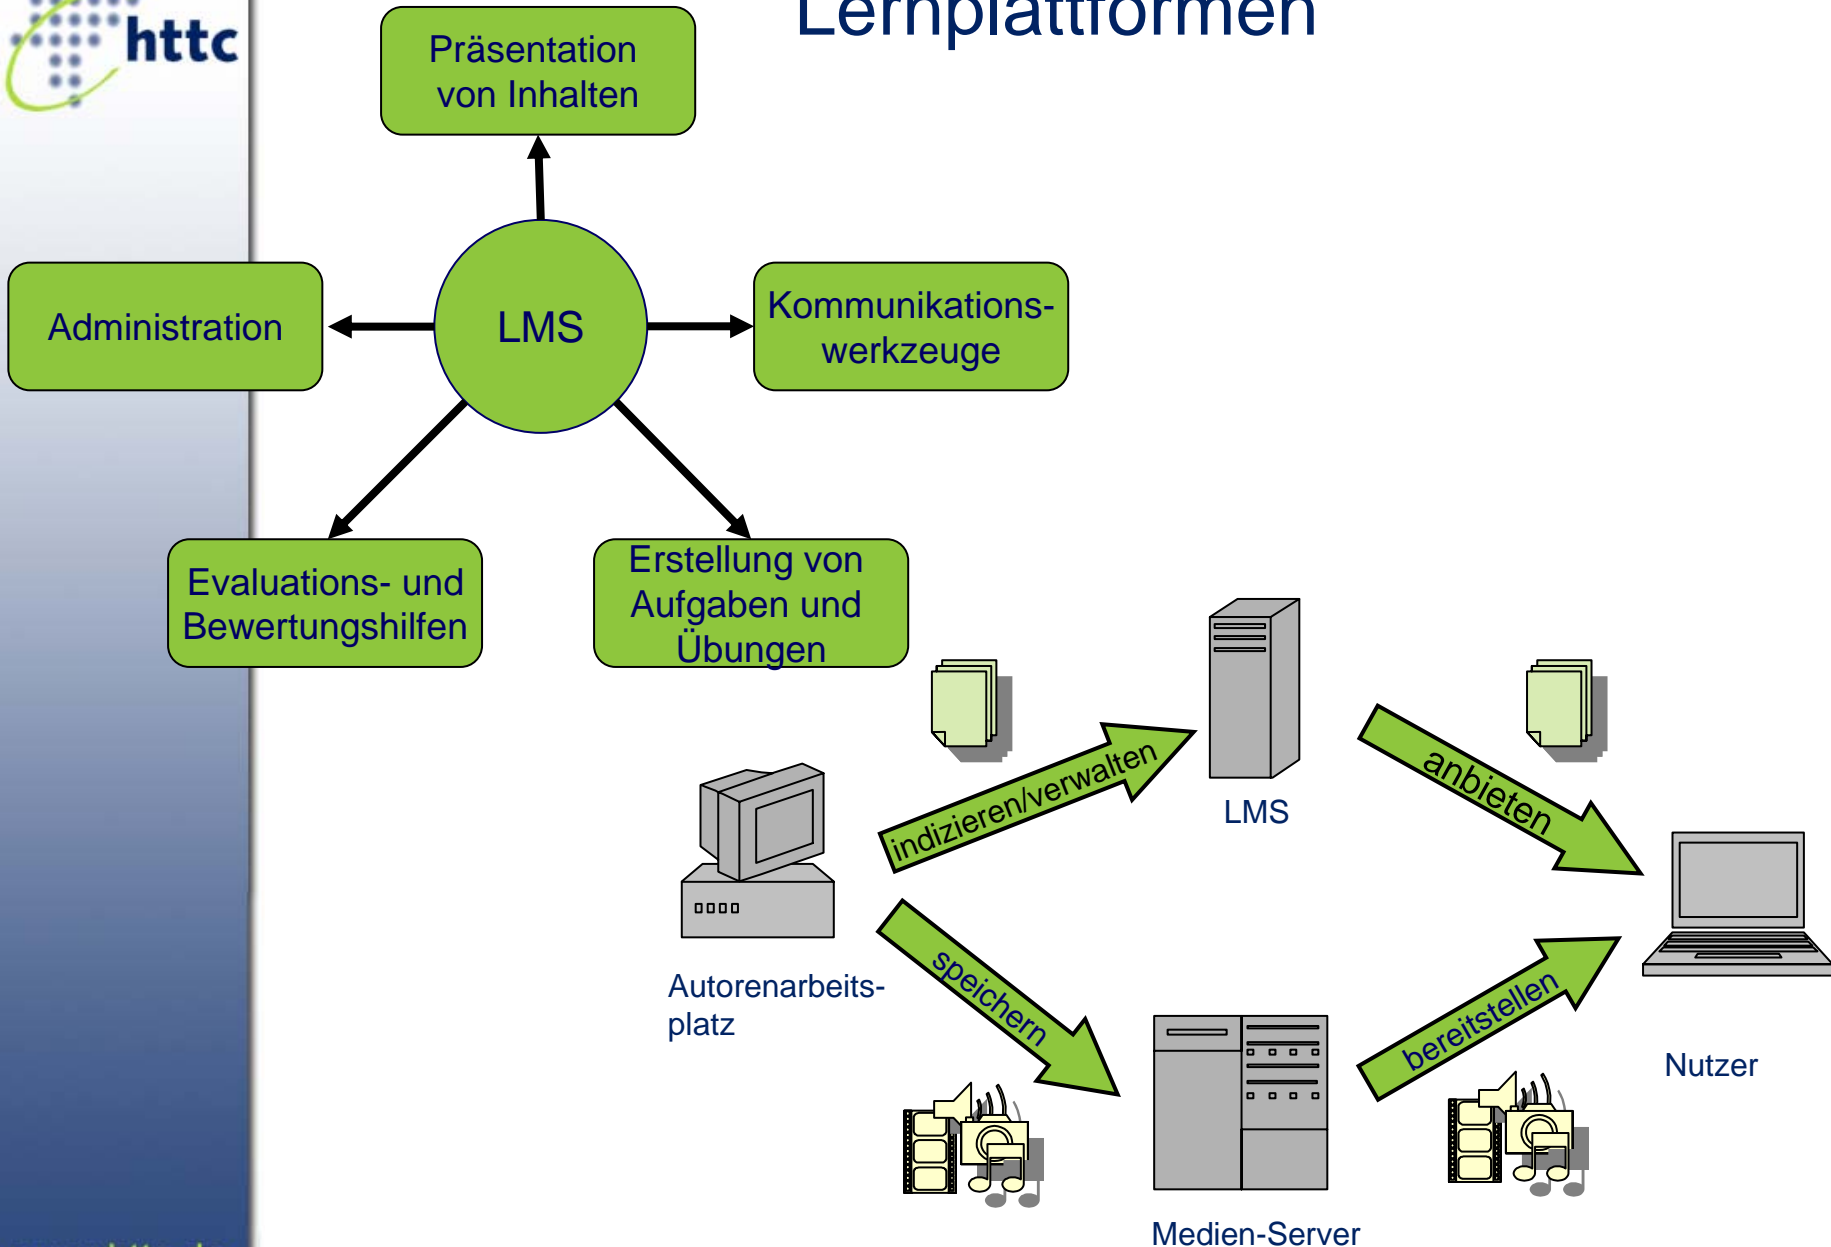 Lernplattformen
httc
Präsentation
von Inhalten
Administration
LMS
Kommunikations-
werkzeuge
Evaluations- und
Bewertungshilfen
Erstellung von
Aufgaben und
Übungen
indizieren/verwalten
LMS
anbieten
Autorenarbeits-
platz
speichern
bereitstellen
Nutzer
Medien-Server